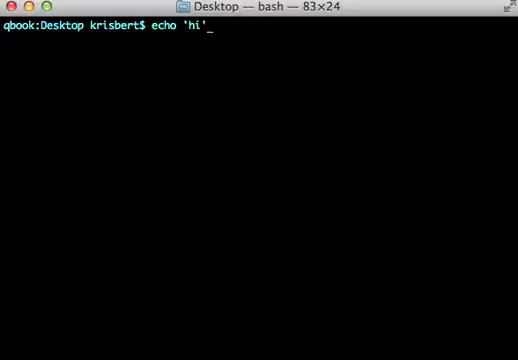 Desktop — bash — 83×24
qbook:Desktop krisbert$ echo 'hi'_